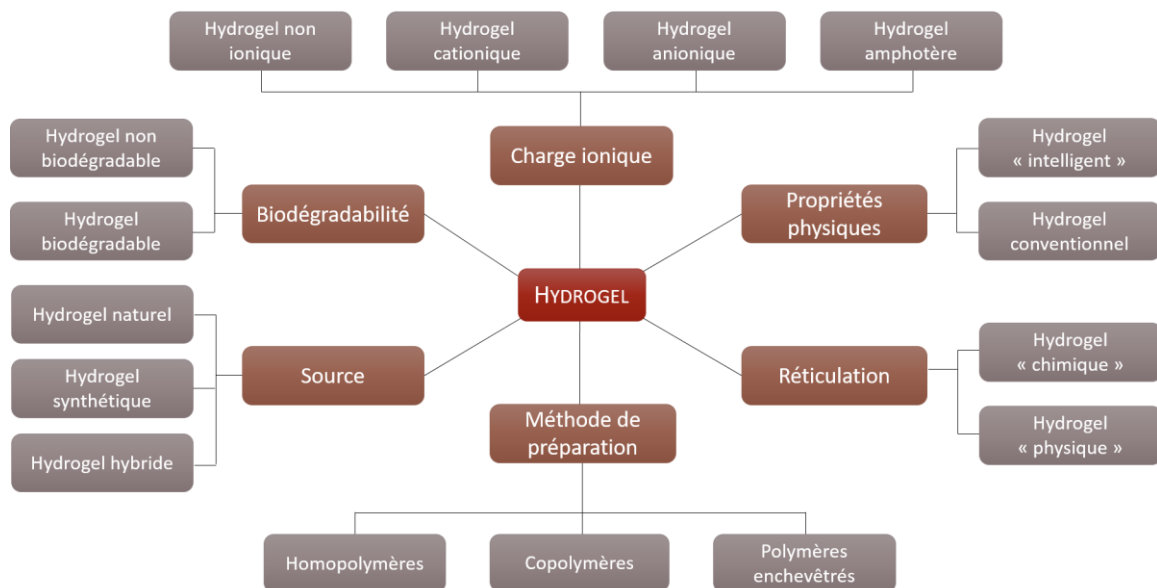 Hydrogel non
ionique
Hydrogel
cationique
Hydrogel
anionique
Hydrogel
amphotère
Charge ionique
Hydrogel non
biodégradable
Hydrogel
biodégradable
Biodégradabilité
Propriétés
physiques
Hydrogel
« intelligent »
Hydrogel
conventionnel
HYDROGEL
Hydrogel naturel
Hydrogel
synthétique
Hydrogel hybride
Source
Réticulation
Hydrogel
« chimique »
Hydrogel
« physique »
Méthode de
préparation
Homopolymères
Copolymères
Polymères
enchevêtrés